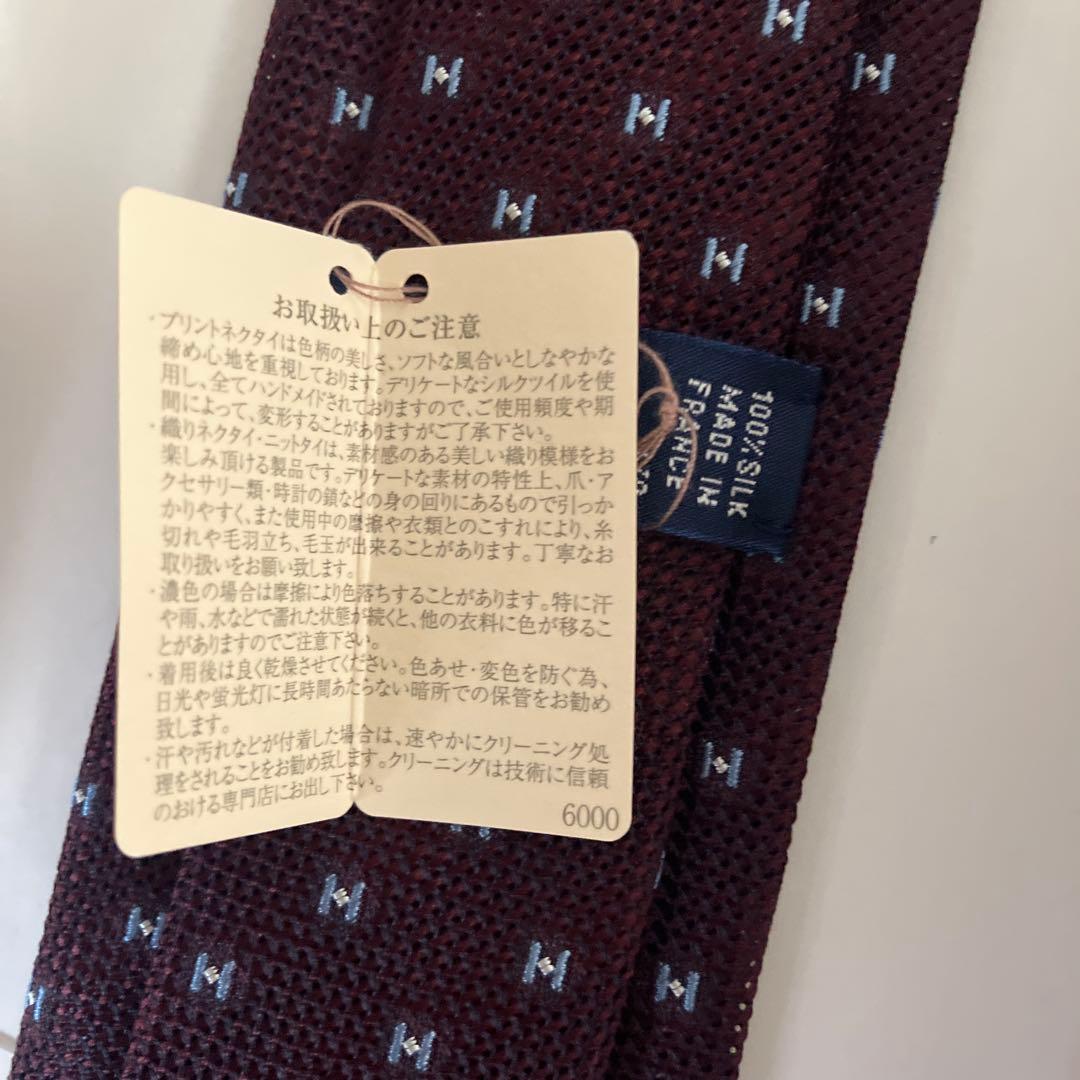 お取扱い上のご注意
・プリントネクタイは色柄の美しさ、ソフトな風合いとしなやかな
締め心地を重視しております。デリケートなシルクツイルを使
用し、全てハンドメイドされておりますので、ご使用頻度や期
間によって、変形することがありますがご了承下さい。
・織りネクタイ・ニットタイは、素材感のある美しい織り模様をお
楽しみ頂ける製品です。デリケートな素材の特性上、爪・ア
クセサリー類・時計の鎖などの身の回りにあるもので引っか
かりやすく、また使用中の摩擦や衣類とのこすれにより、糸
切れや毛羽立ち、毛玉が出来ることがあります。丁寧なお
取り扱いをお願い致します。
・濃色の場合は摩擦により色落ちすることがあります。特に汗
や雨、水などで濡れた状態が続くと、他の衣料に色が移るこ
とがありますのでご注意下さい。
・着用後は良く乾燥させてください。色あせ・変色を防ぐ為、
日光や蛍光灯に長時間あたらない暗所での保管をお勧め
致します。
・汗や汚れなどが付着した場合は、速やかにクリーニング処
理をされることをお勧め致します。クリーニングは技術に信頼
のおける専門店にお出し下さい。
6000
100% SILK
MADE IN
FRANCE